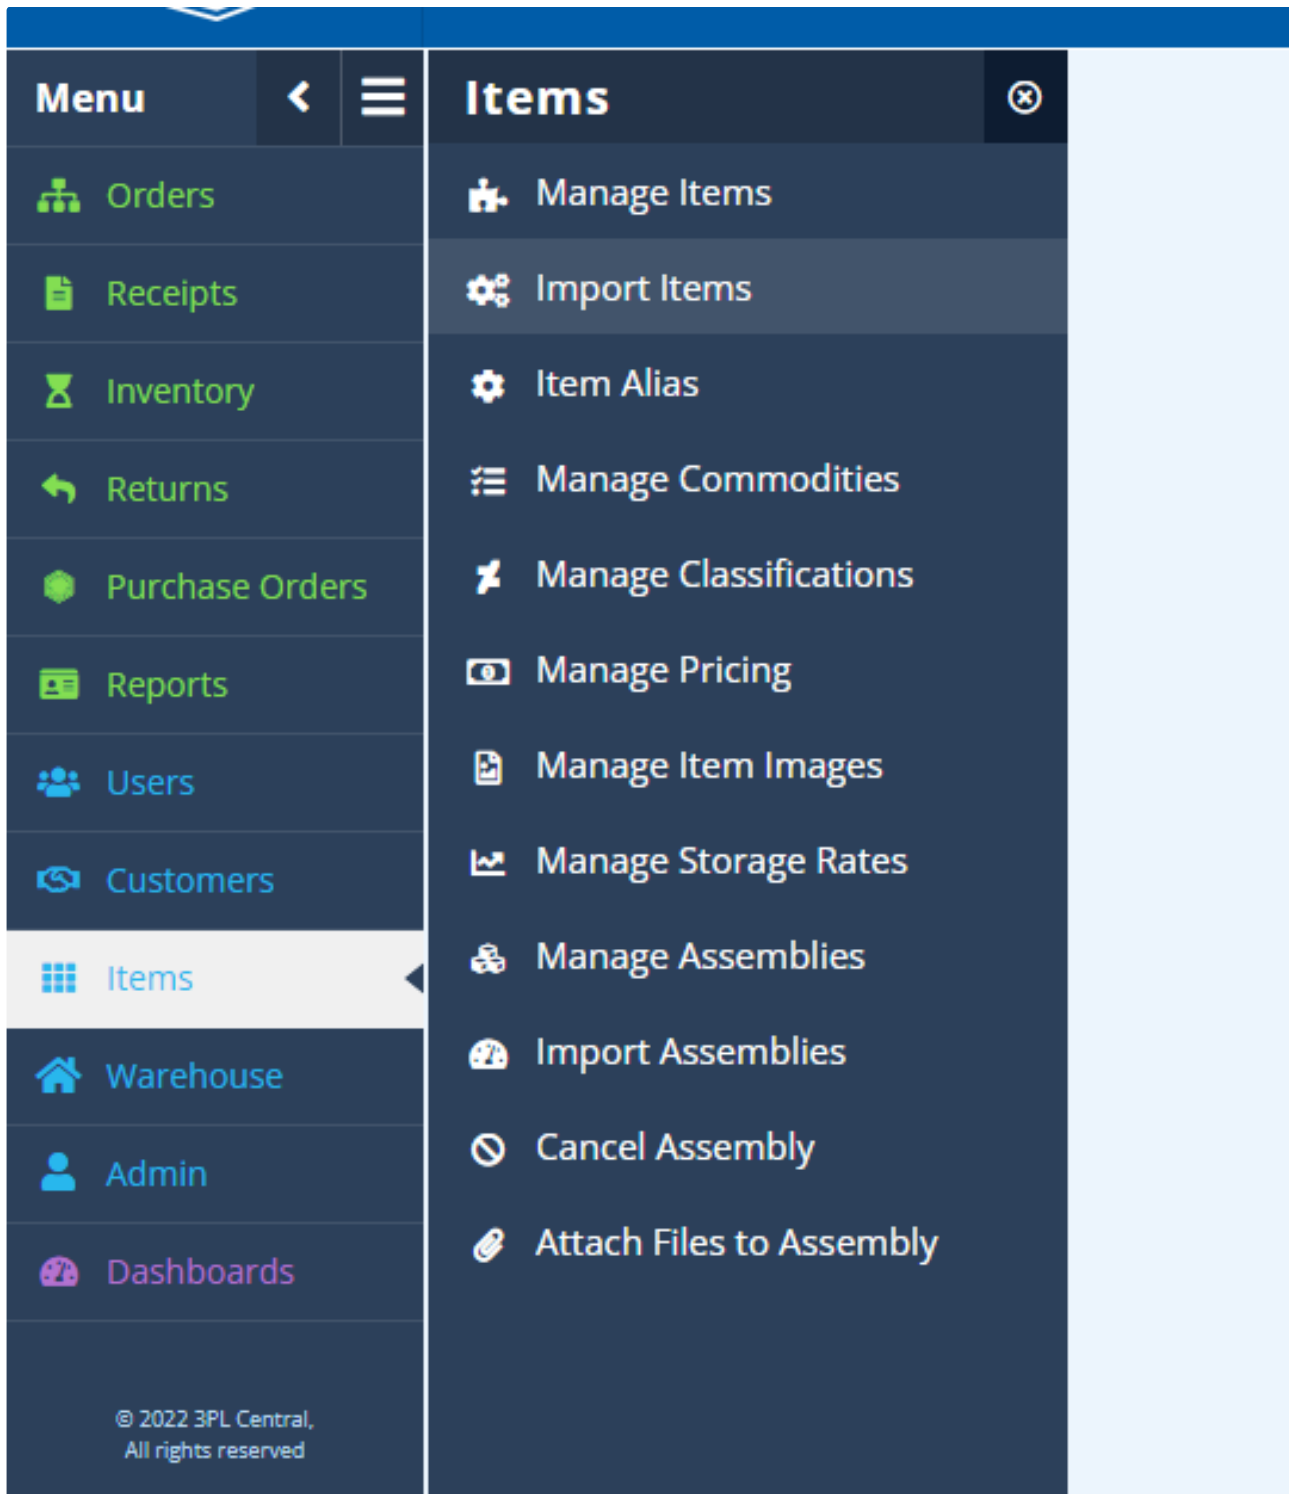 Menu
Orders
Receipts
Inventory
Returns
Purchase Orders
Reports
Users
Customers
Items
Warehouse
Admin
Dashboards
© 2022 3PL Central,
All rights reserved
Items
Manage Items
Import Items
Item Alias
Manage Commodities
Manage Classifications
Manage Pricing
Manage Item Images
Manage Storage Rates
Manage Assemblies
Import Assemblies
Cancel Assembly
Attach Files to Assembly